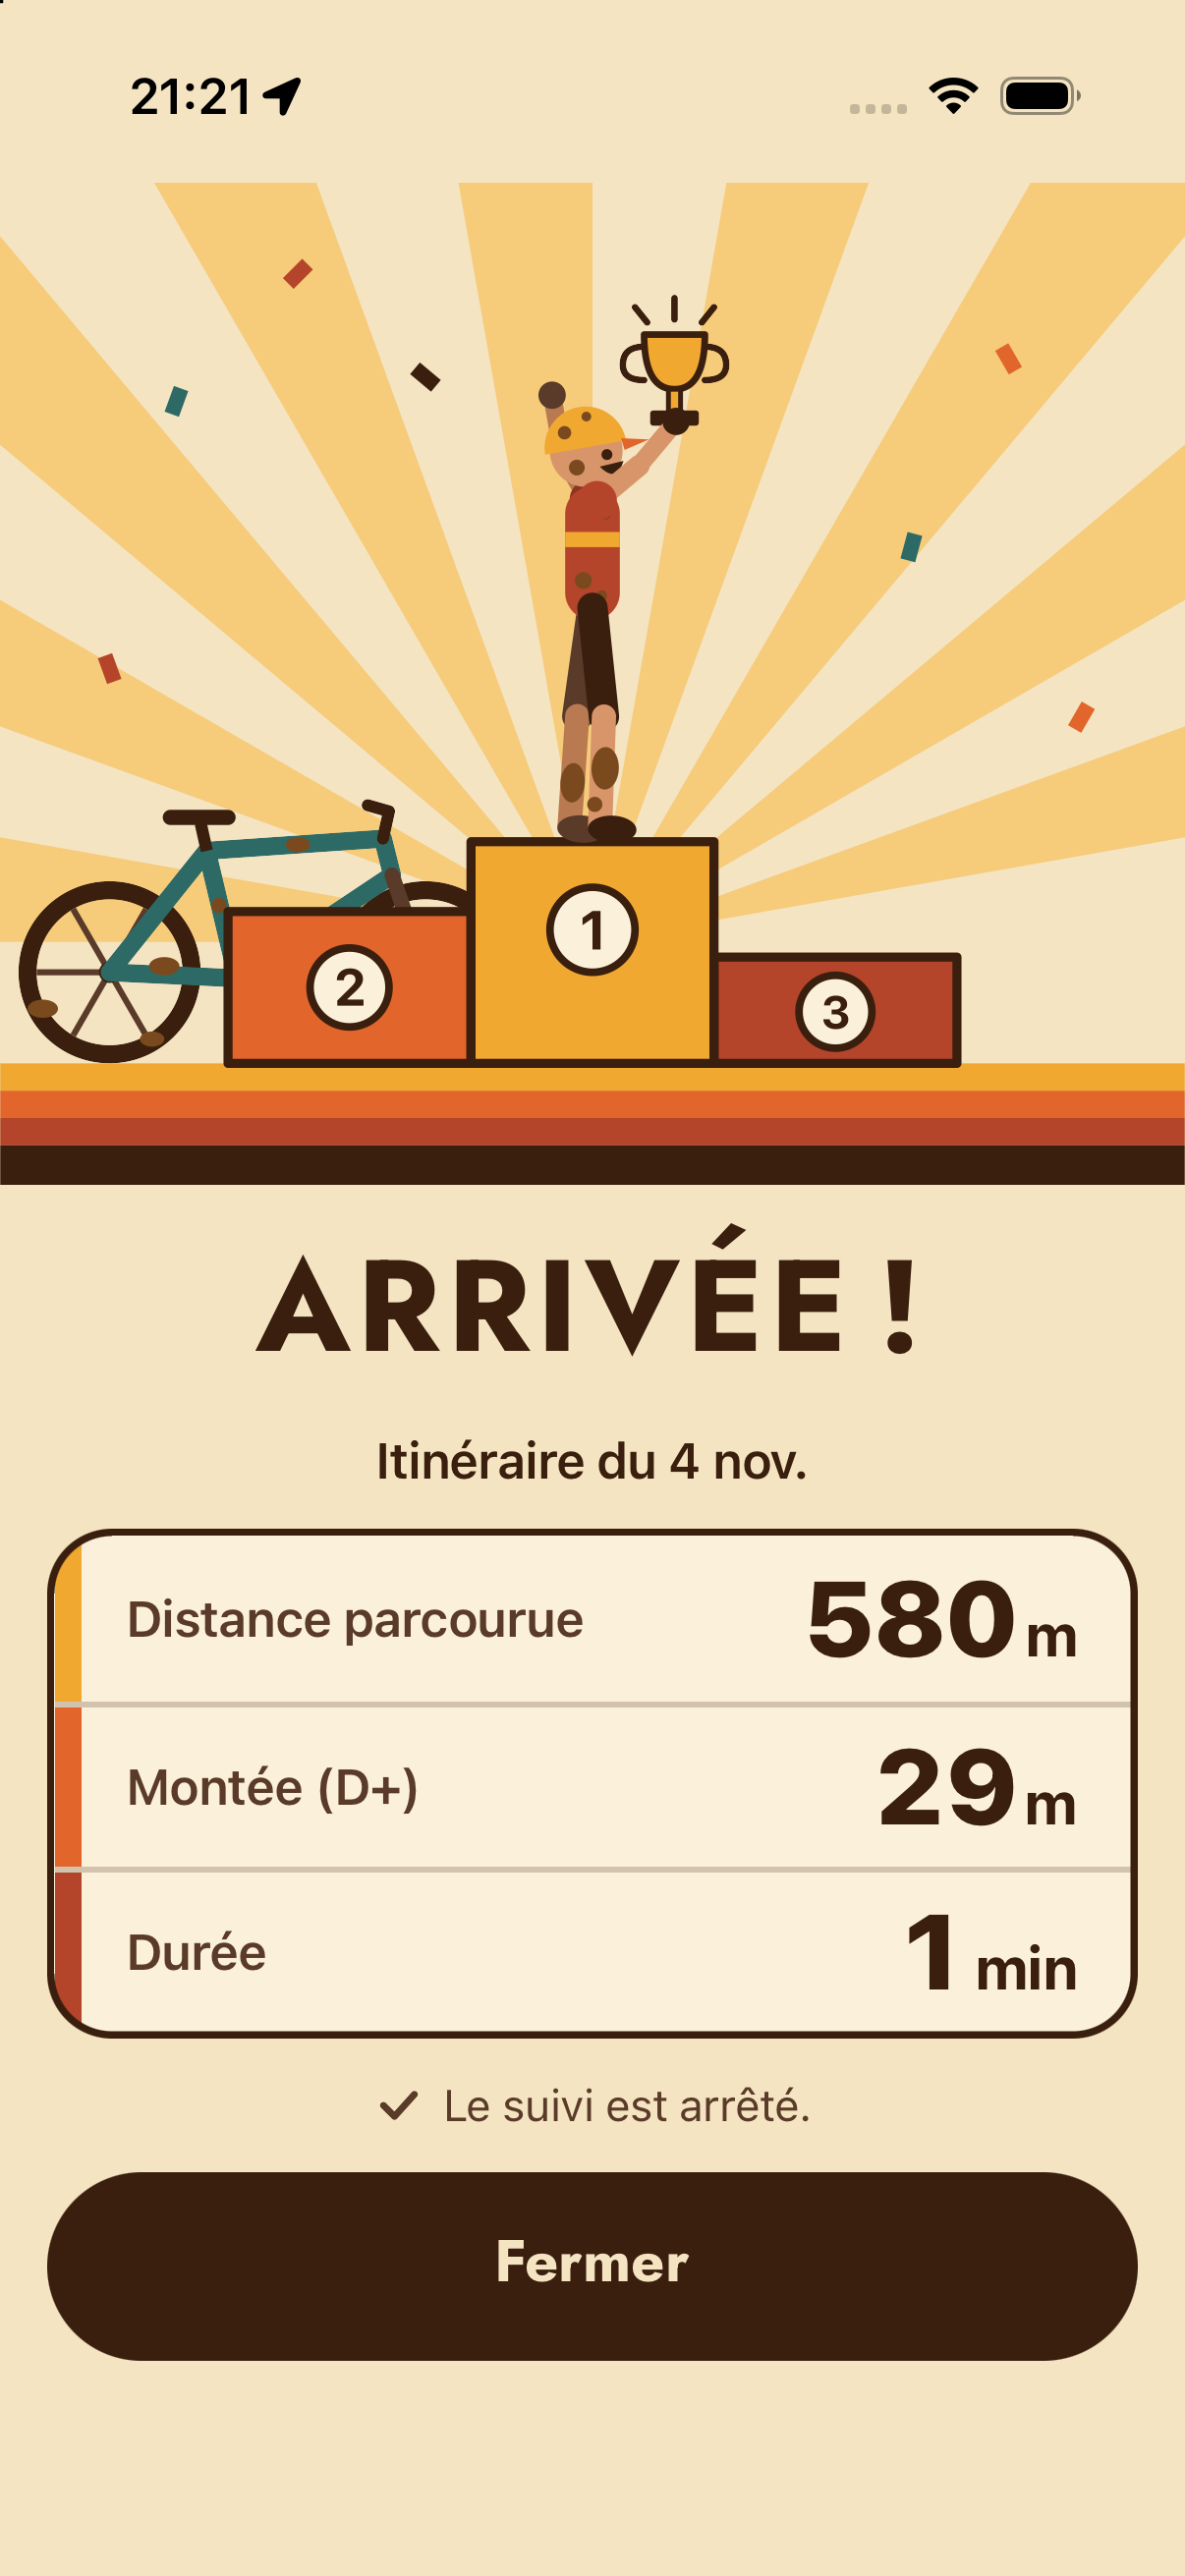 21:21
1
2
3
ARRIVÉE !
Itinéraire du 4 nov.
Distance parcourue 580 m
Montée (D+) 29 m
Durée 1 min
Le suivi est arrêté.
Fermer